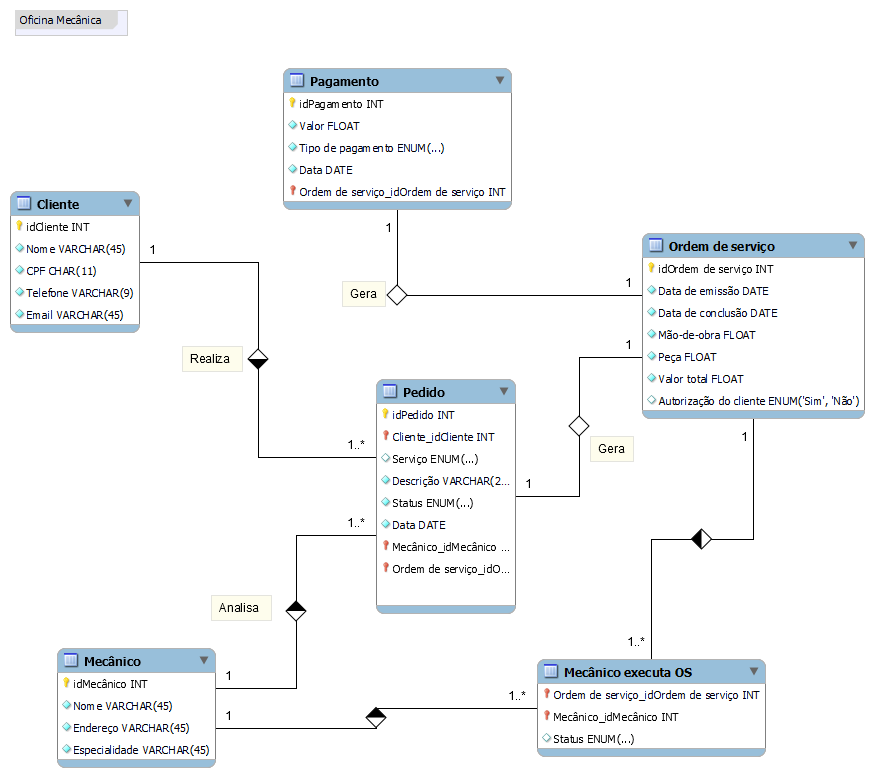 Oficina Mecânica
Pagamento
idPagamento INT
Valor FLOAT
Tipo de pagamento ENUM(...)
Data DATE
Ordem de serviço_idOrdem de serviço INT
Cliente
idCliente INT
Nome VARCHAR(45)
CPF CHAR(11)
Telefone VARCHAR(9)
Email VARCHAR(45)
1
1
Gera
1
Ordem de serviço
idOrdem de serviço INT
Data de emissão DATE
Data de conclusão DATE
Mão-de-obra FLOAT
Peça FLOAT
Valor total FLOAT
Autorização do cliente ENUM('Sim', 'Não')
1
Realiza
1..*
Pedido
idPedido INT
Cliente_idCliente INT
Serviço ENUM(...)
Descrição VARCHAR(2...
Status ENUM(...)
Data DATE
Mecânico_idMecânico ...
Ordem de serviço_idO...
Gera
1
1
1..*
Analisa
1..*
Mecânico
idMecânico INT
Nome VARCHAR(45)
Endereço VARCHAR(45)
Especialidade VARCHAR(45)
1
1
1..*
Mecânico executa OS
Ordem de serviço_idOrdem de serviço INT
Mecânico_idMecânico INT
Status ENUM(...)